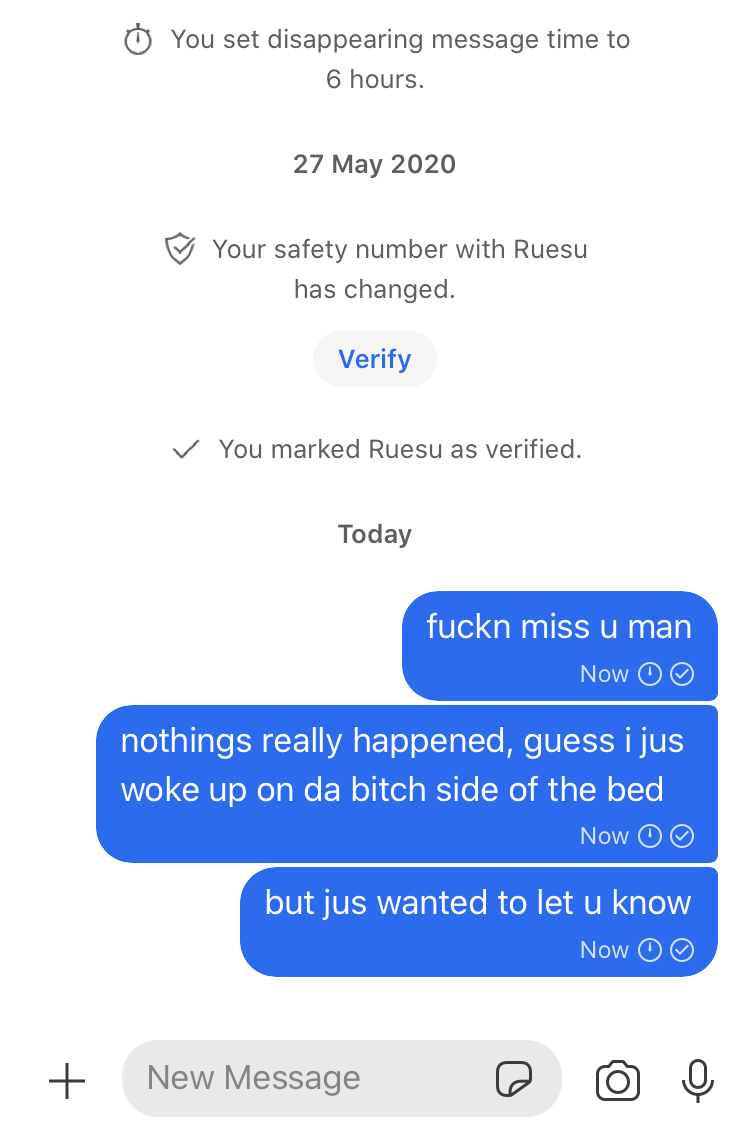 You set disappearing message time to
6 hours.
27 May 2020
Your safety number with Ruesu
has changed.
Verify
You marked Ruesu as verified.
Today
fuckn miss u man
Now
nothings really happened, guess i jus
woke up on da bitch side of the bed
Now
but jus wanted to let u know
Now
New Message